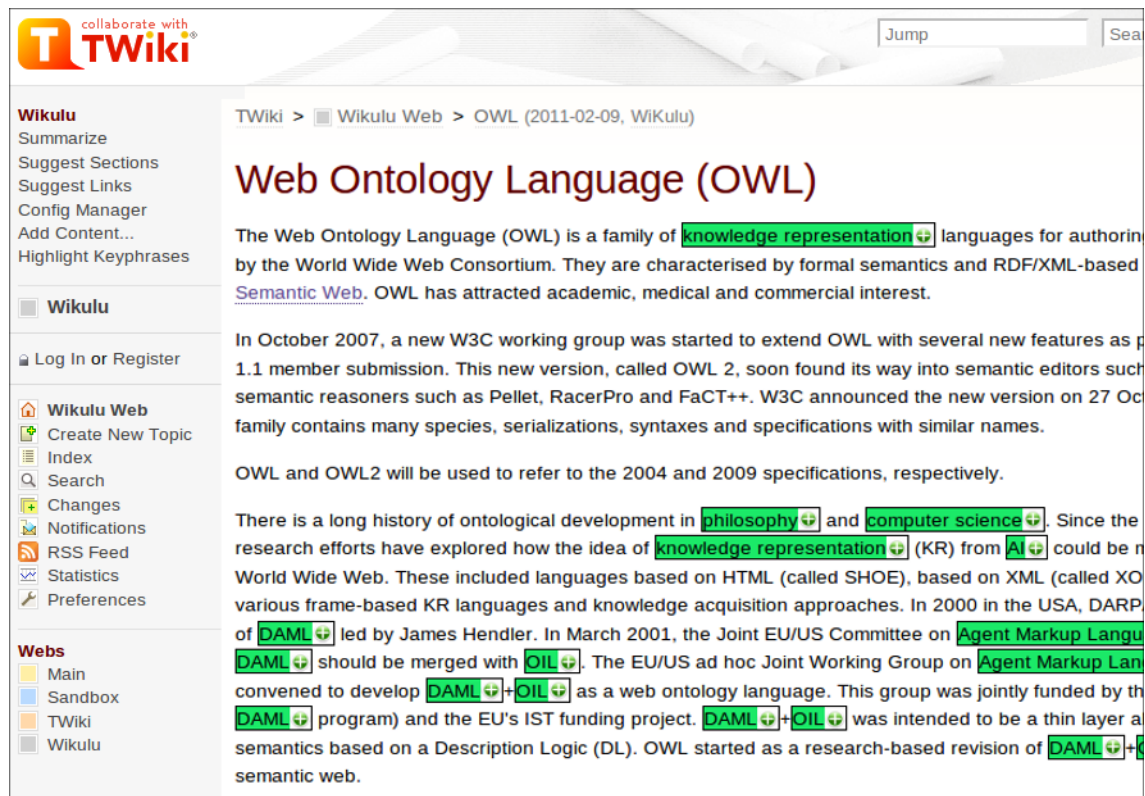 collaborate with
TWiki®
Jump
Sear
Wikulu
Summarize
Suggest Sections
Suggest Links
Config Manager
Add Content...
Highlight Keyphrases
Wikulu
Log In or Register
Wikulu Web
Create New Topic
Index
Search
Changes
Notifications
RSS Feed
Statistics
Preferences
Webs
Main
Sandbox
TWiki
Wikulu
TWiki > Wikulu Web > OWL (2011-02-09, WiKulu)
Web Ontology Language (OWL)
The Web Ontology Language (OWL) is a family of knowledge representation languages for authoring
by the World Wide Web Consortium. They are characterised by formal semantics and RDF/XML-based
Semantic Web. OWL has attracted academic, medical and commercial interest.
In October 2007, a new W3C working group was started to extend OWL with several new features as p
1.1 member submission. This new version, called OWL 2, soon found its way into semantic editors such
semantic reasoners such as Pellet, RacerPro and FaCT++. W3C announced the new version on 27 Oct
family contains many species, serializations, syntaxes and specifications with similar names.
OWL and OWL2 will be used to refer to the 2004 and 2009 specifications, respectively.
There is a long history of ontological development in philosophy and computer science. Since the
research efforts have explored how the idea of knowledge representation (KR) from AI could be m
World Wide Web. These included languages based on HTML (called SHOE), based on XML (called XO
various frame-based KR languages and knowledge acquisition approaches. In 2000 in the USA, DARPA
of DAML led by James Hendler. In March 2001, the Joint EU/US Committee on Agent Markup Langu
DAML should be merged with OIL. The EU/US ad hoc Joint Working Group on Agent Markup Lan
convened to develop DAML+OIL as a web ontology language. This group was jointly funded by th
DAML program) and the EU's IST funding project. DAML+OIL was intended to be a thin layer a
semantics based on a Description Logic (DL). OWL started as a research-based revision of DAML+
semantic web.